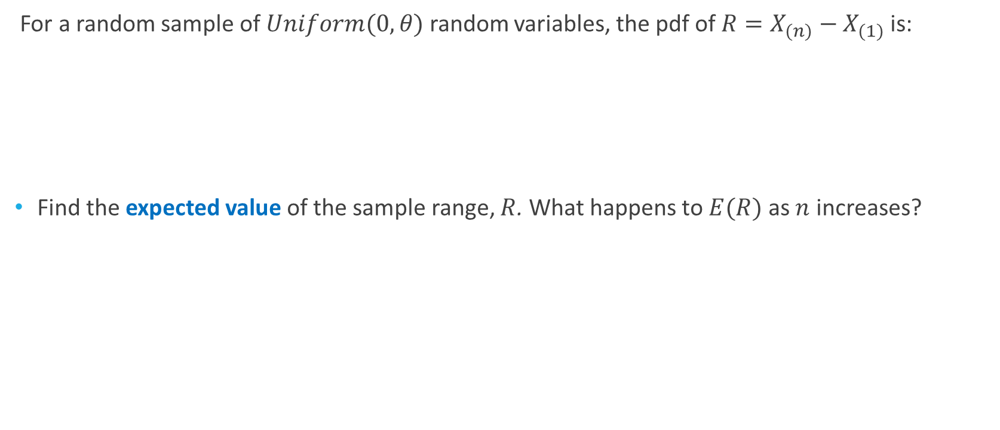 For a random sample of 𝑈𝑛𝑖𝑓𝑜𝑟𝑚(0, 𝜃) random variables, the pdf of 𝑅 = 𝑋₍ₙ₎ − 𝑋₍₁₎ is:
• Find the expected value of the sample range, 𝑅. What happens to 𝐸(𝑅) as 𝑛 increases?